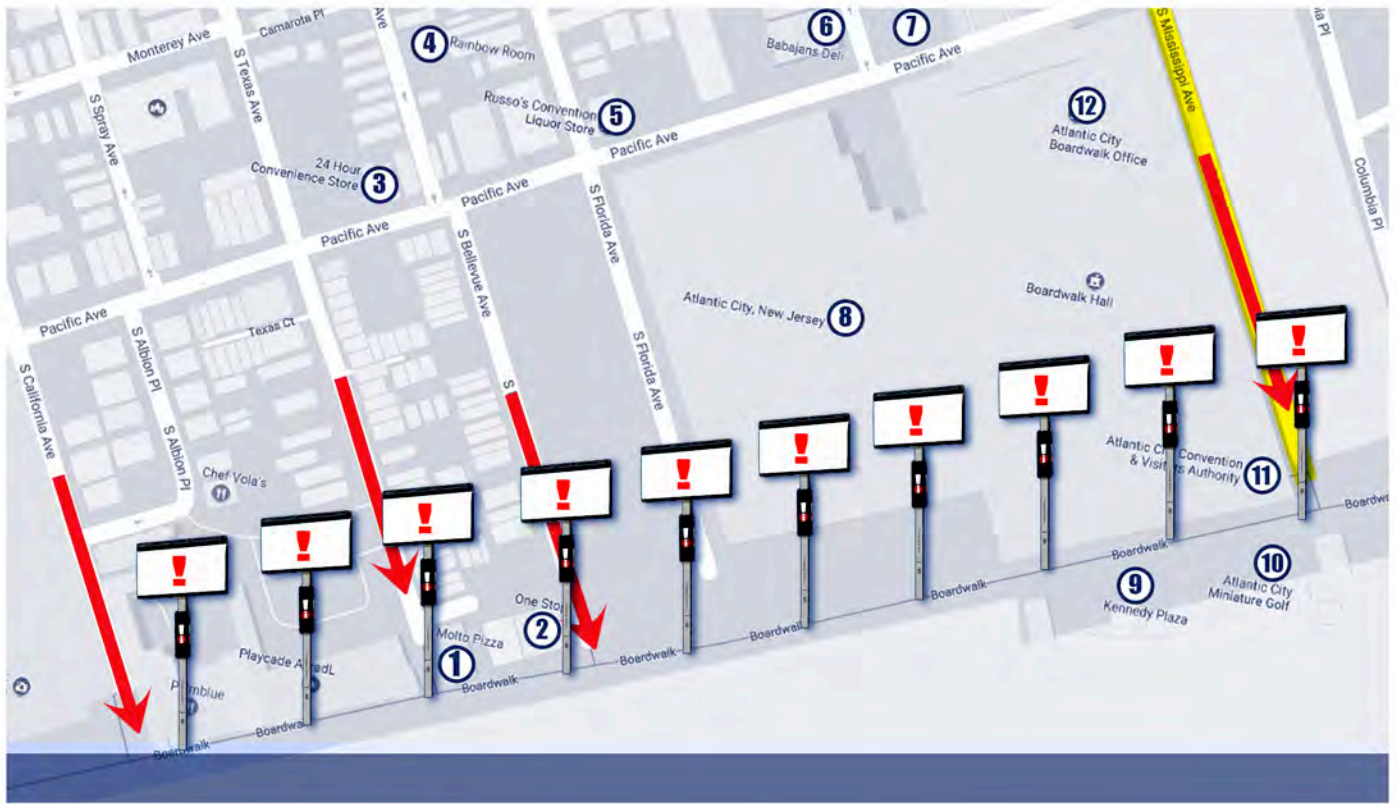 Monterey Ave
Camarota Pl
S Texas Ave
Ave
4
Rainbow Room
6
Babajans Deli
7
Pacific Ave
S Mississippi Ave
ia Pl
S Spray Ave
Russo's Convention
Liquor Store
5
Pacific Ave
12
Atlantic City
Boardwalk Office
24 Hour
Convenience Store
3
Pacific Ave
Pacific Ave
S Florida Ave
Columbia Pl
S Bellevue Ave
Atlantic City, New Jersey
8
Boardwalk Hall
Pacific Ave
Texas Ct
S Albion Pl
S California Ave
S Florida Ave
S
!
!
!
!
!
!
!
!
!
!
S Albion Pl
Chef Vola's
Atlantic City Convention
& Visitors Authority
11
Boardw
Boardwalk
10
Atlantic City
Miniature Golf
9
Kennedy Plaza
Boardwalk
One Stop
2
Boardwalk
Molto Pizza
1
Boardwalk
Boardwalk
Playcade
Boardwa
Boardwalk